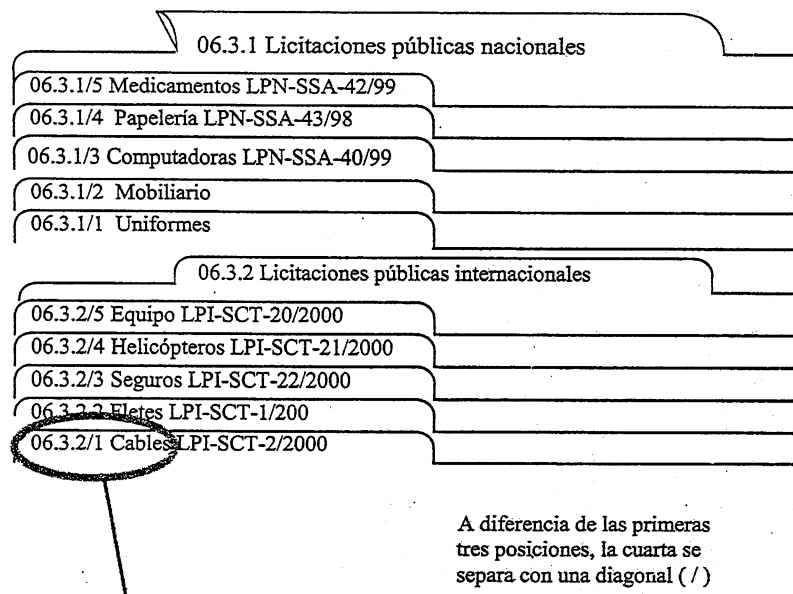 06.3.1 Licitaciones públicas nacionales
06.3.1/5 Medicamentos LPN-SSA-42/99
06.3.1/4 Papelería LPN-SSA-43/98
06.3.1/3 Computadoras LPN-SSA-40/99
06.3.1/2 Mobiliario
06.3.1/1 Uniformes
06.3.2 Licitaciones públicas internacionales
06.3.2/5 Equipo LPI-SCT-20/2000
06.3.2/4 Helicópteros LPI-SCT-21/2000
06.3.2/3 Seguros LPI-SCT-22/2000
06.3.2.2 Fletes LPI-SCT-1/200
06.3.2/1 Cables LPI-SCT-2/2000
A diferencia de las primeras
tres posiciones, la cuarta se
separa con una diagonal ( / )